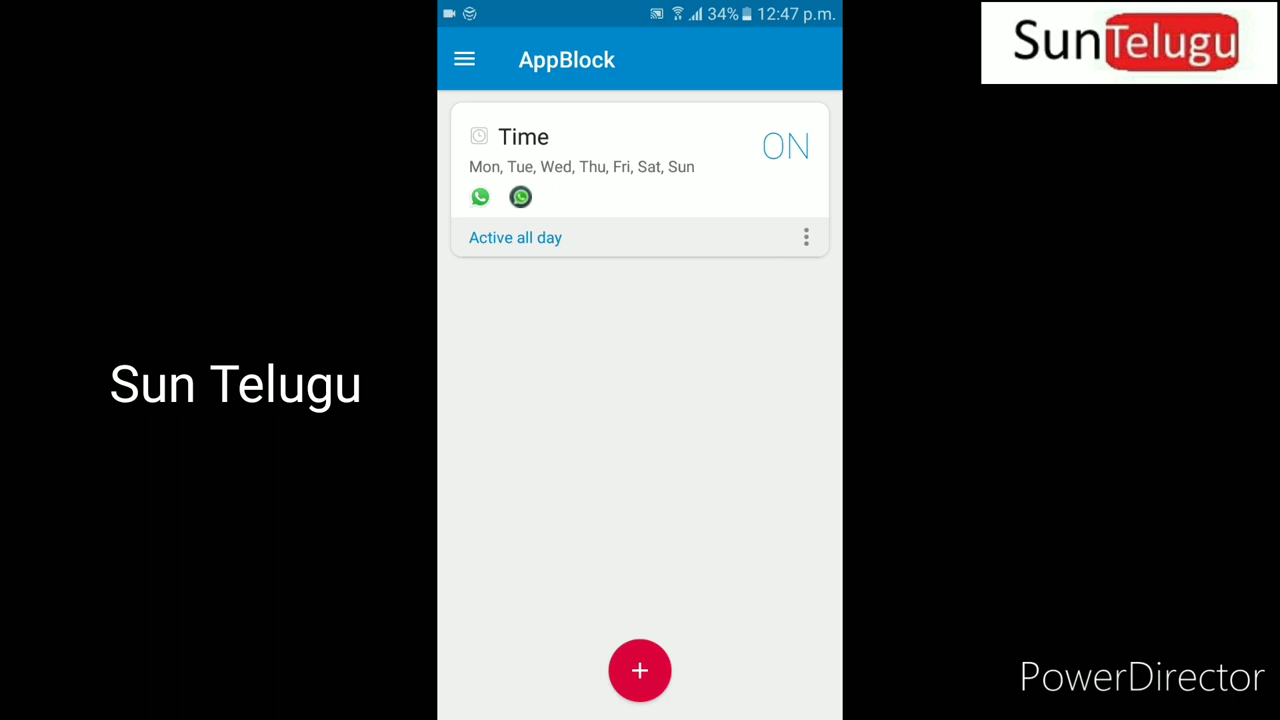 34% 12:47 p.m.
SunTelugu
AppBlock
Time
ON
Mon, Tue, Wed, Thu, Fri, Sat, Sun
Active all day
Sun Telugu
+
PowerDirector